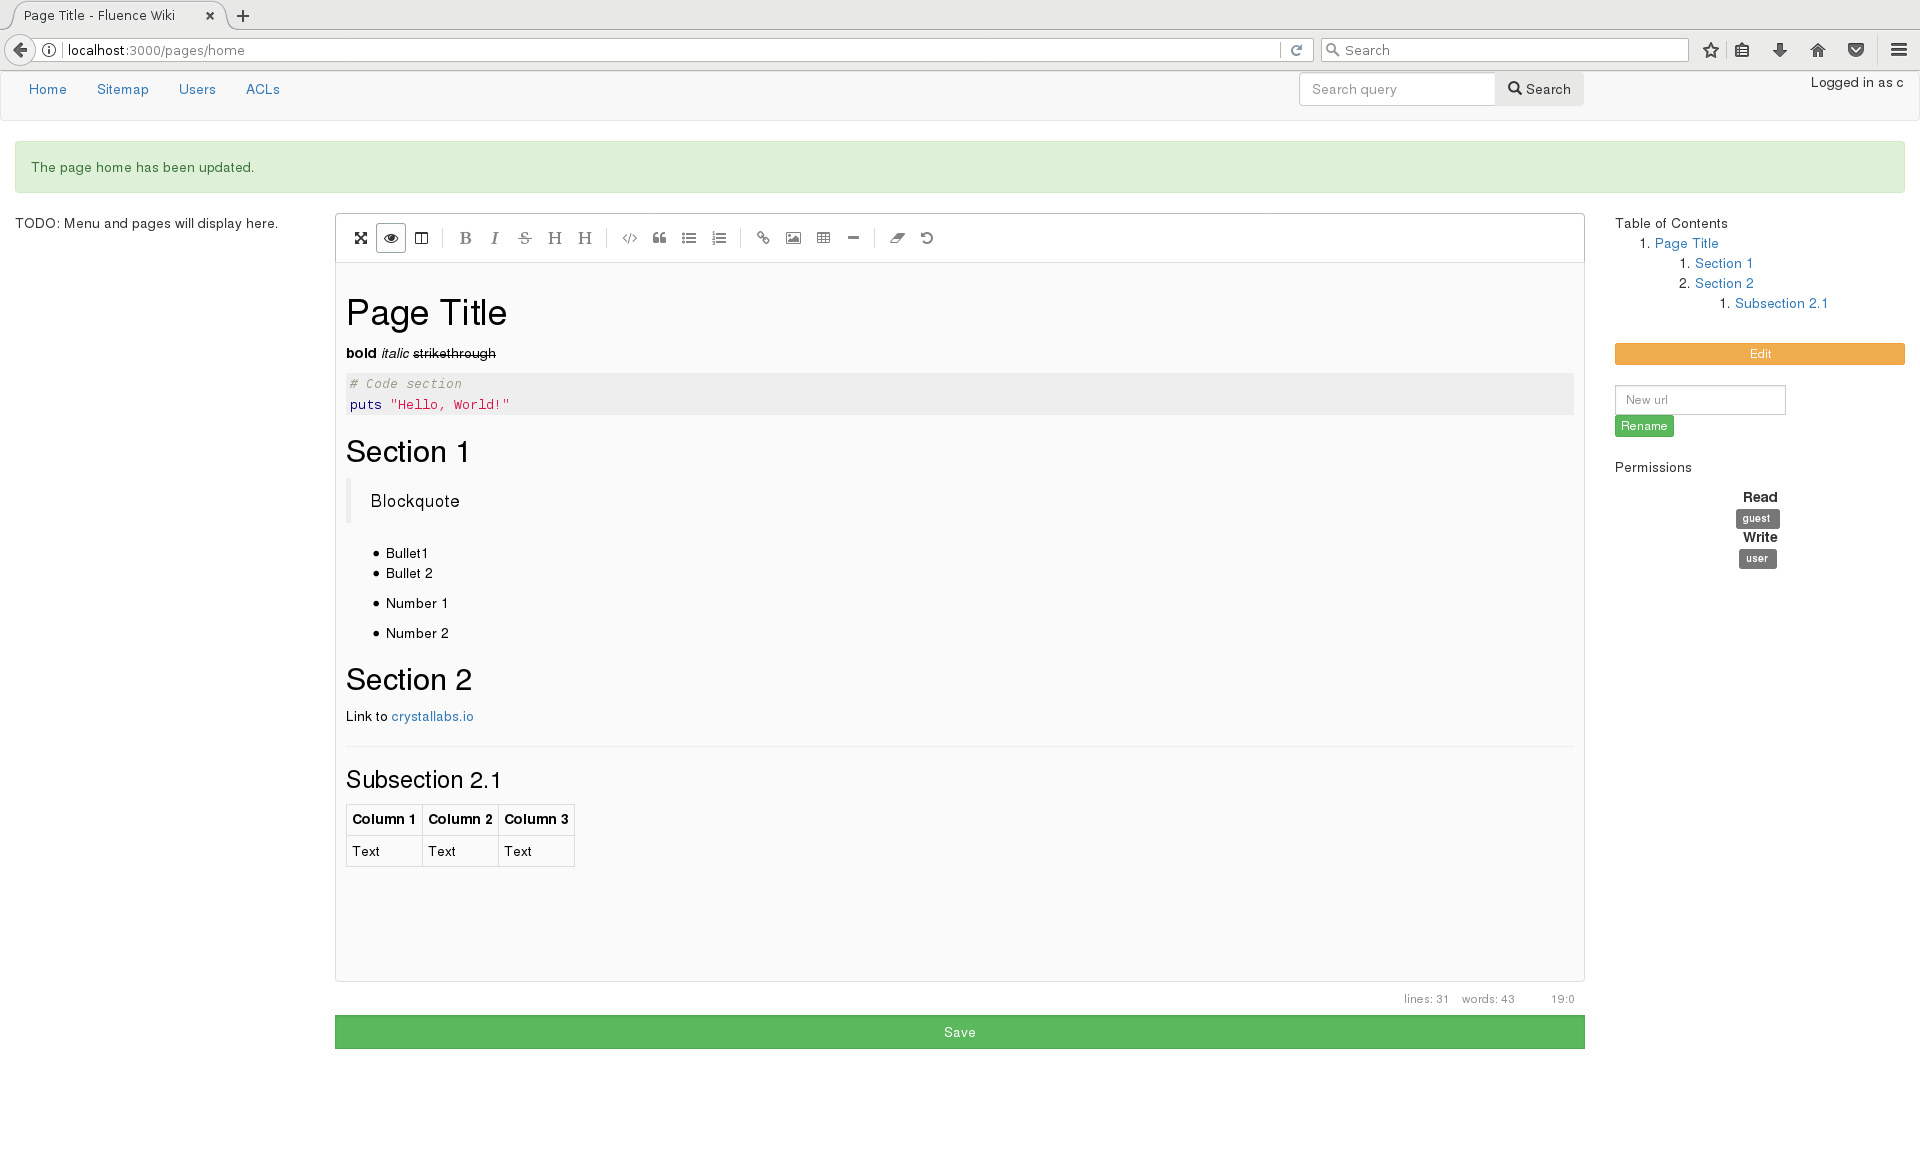 Page Title - Fluence Wiki
localhost:3000/pages/home
Search
Home Sitemap Users ACLs
Search query
Search
Logged in as c
The page home has been updated.
TODO: Menu and pages will display here.
B I S H H
Page Title
bold italic strikethrough
# Code section
puts "Hello, World!"
Section 1
Blockquote
• Bullet1
• Bullet 2
• Number 1
• Number 2
Section 2
Link to crystallabs.io
Subsection 2.1
Column 1 Column 2 Column 3
Text Text Text
lines: 31 words: 43 19:0
Save
Table of Contents
1. Page Title
1. Section 1
2. Section 2
1. Subsection 2.1
Edit
New url
Rename
Permissions
Read
guest
Write
user